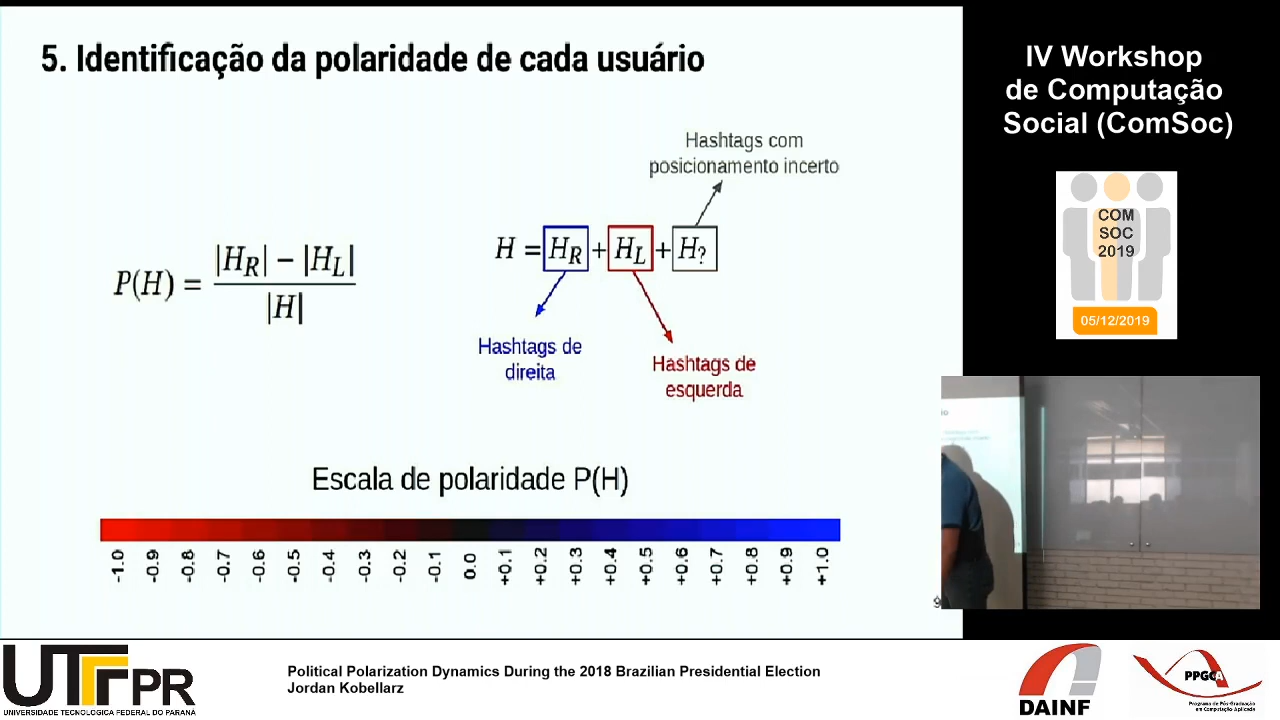 5. Identificação da polaridade de cada usuário
Hashtags com
posicionamento incerto
P(H) = |H_R| − |H_L| / |H|
H = H_R + H_L + H_?
Hashtags de
direita
Hashtags de
esquerda
Escala de polaridade P(H)
-1.0 -0.9 -0.8 -0.7 -0.6 -0.5 -0.4 -0.3 -0.2 -0.1 0.0 +0.1 +0.2 +0.3 +0.4 +0.5 +0.6 +0.7 +0.8 +0.9 +1.0
9
IV Workshop
de Computação
Social (ComSoc)
COM
SOC
2019
05/12/2019
UTFPR
UNIVERSIDADE TECNOLÓGICA FEDERAL DO PARANÁ
Political Polarization Dynamics During the 2018 Brazilian Presidential Election
Jordan Kobellarz
DAINF
PPGCA
Programa de Pós-Graduação
em Computação Aplicada